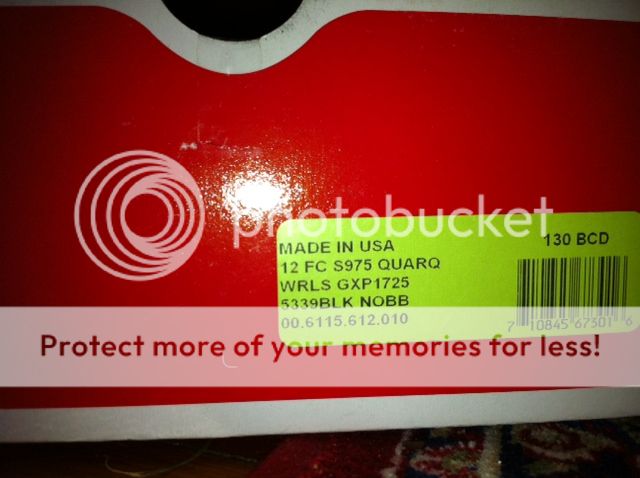 photobucket
MADE IN USA
130 BCD
12 FC S975 QUARQ
WRLS GXP1725
5339BLK NOBB
00.6115.612.010
7 10845 67501 6
Protect more of your memories for less!